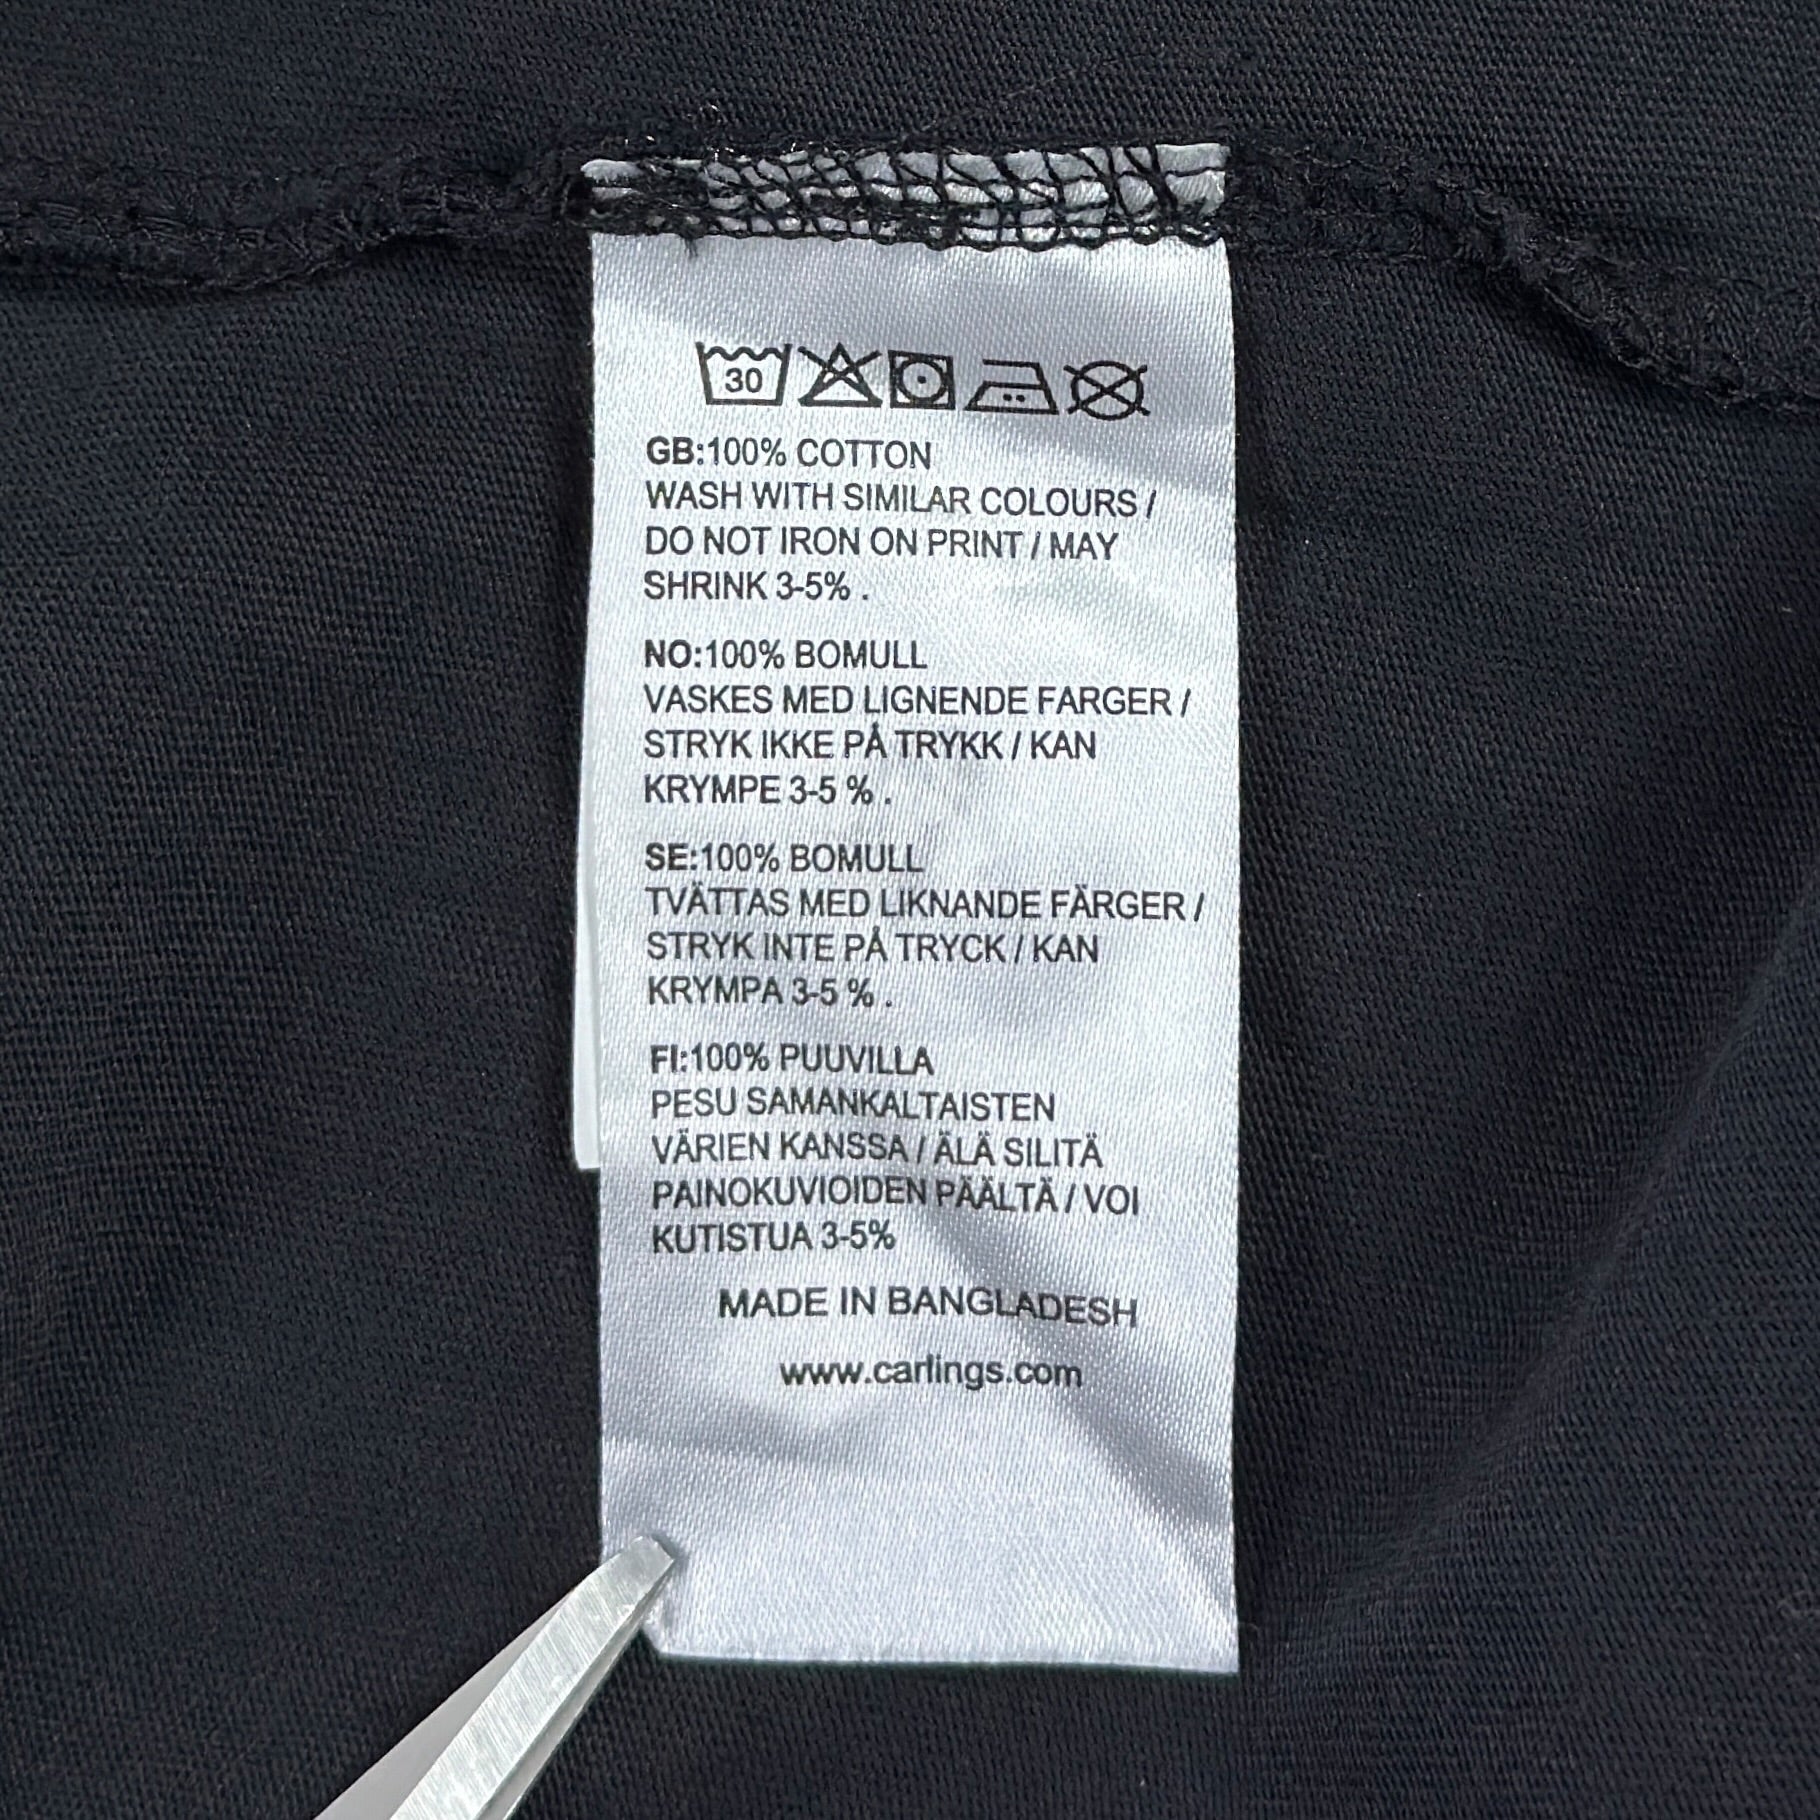 30
GB:100% COTTON
WASH WITH SIMILAR COLOURS /
DO NOT IRON ON PRINT / MAY
SHRINK 3-5% .
NO:100% BOMULL
VASKES MED LIGNENDE FARGER /
STRYK IKKE PÅ TRYKK / KAN
KRYMPE 3-5 % .
SE:100% BOMULL
TVÄTTAS MED LIKNANDE FÄRGER /
STRYK INTE PÅ TRYCK / KAN
KRYMPA 3-5 % .
FI:100% PUUVILLA
PESU SAMANKALTAISTEN
VÄRIEN KANSSA / ÄLÄ SILITÄ
PAINOKUVIOIDEN PÄÄLTÄ / VOI
KUTISTUA 3-5%
MADE IN BANGLADESH
www.carlings.com